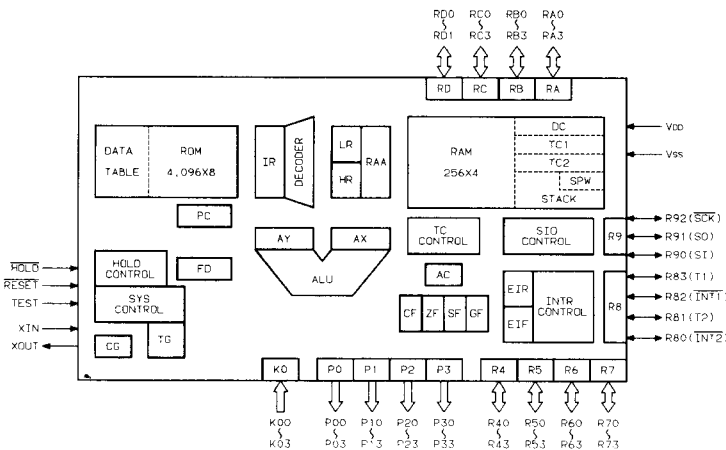 RD0 RC0 RB0 RA0
RD1 RC3 RB3 RA3
RD RC RB RA
DATA TABLE
ROM
4,096X8
IR
DECODER
LR
HR
RAA
RAM
256X4
DC
TC1
TC2
SPW
STACK
VDD
VSS
PC
AY
AX
ALU
TC CONTROL
SIO CONTROL
R9
R92(SCK)
R91(SO)
R90(SI)
HOLD
RESET
TEST
XIN
XOUT
HOLD CONTROL
FD
SYS CONTROL
CG
TG
AC
CF ZF SF GF
EIR
EIF
INTR CONTROL
R8
R83(T1)
R82(INT1)
R81(T2)
R80(INT2)
K0 P0 P1 P2 P3 R4 R5 R6 R7
K00 P00 P10 P20 P30 R40 R50 R60 R70
K03 P03 P13 P23 P33 R43 R53 R63 R73